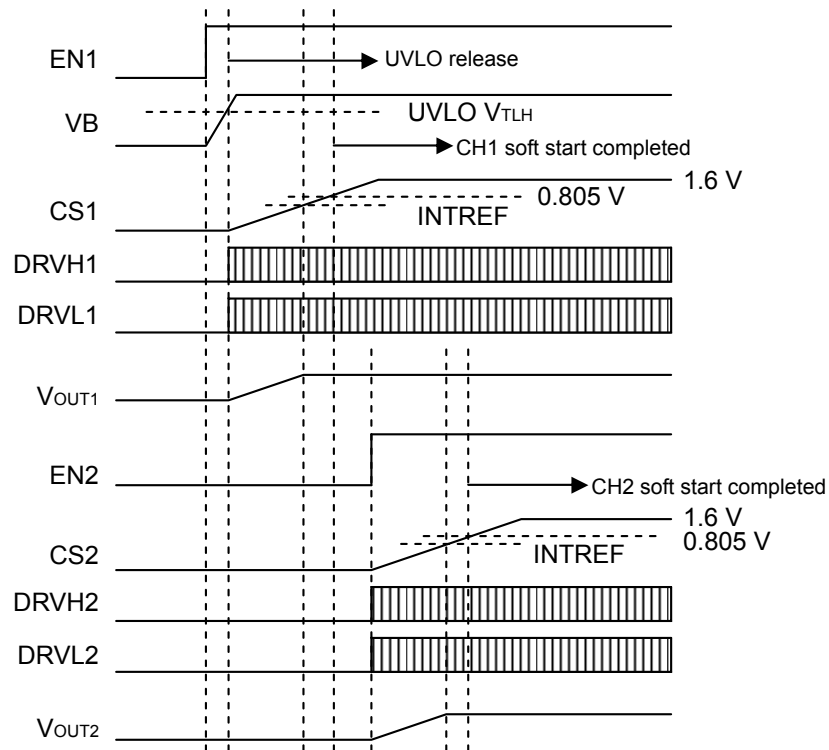 EN1
UVLO release
VB
UVLO VTLH
CH1 soft start completed
CS1
1.6 V
0.805 V
INTREF
DRVH1
DRVL1
VOUT1
EN2
CH2 soft start completed
CS2
1.6 V
0.805 V
INTREF
DRVH2
DRVL2
VOUT2